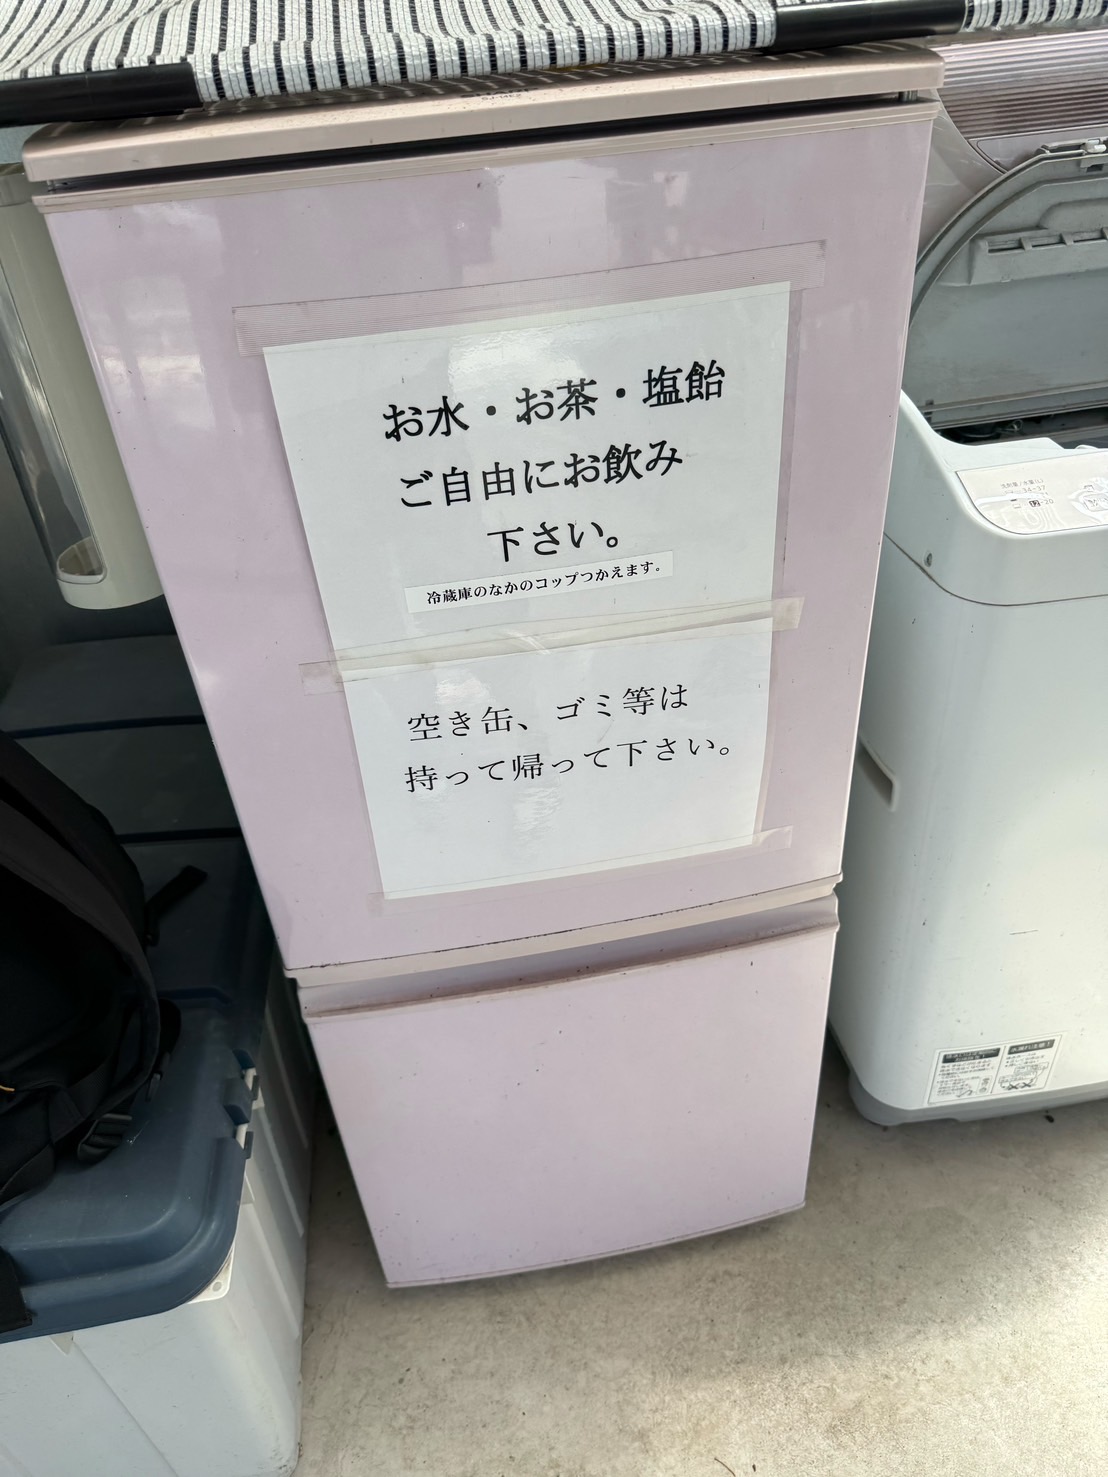 お水・お茶・塩飴
ご自由にお飲み
下さい。
冷蔵庫のなかのコップつかえます。
空き缶、ゴミ等は
持って帰って下さい。